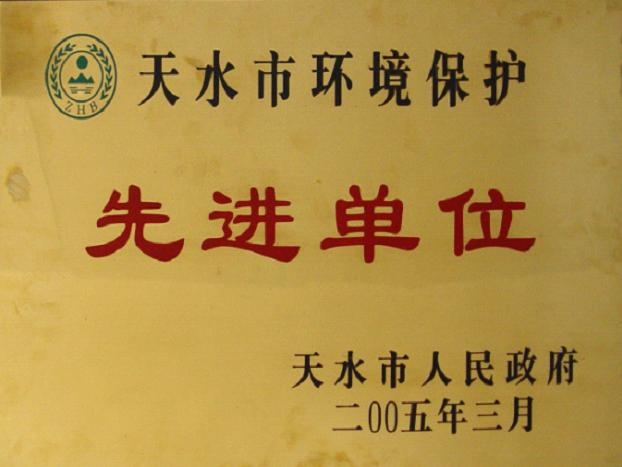 天水市环境保护
ZHB
先进单位
天水市人民政府
二00五年三月